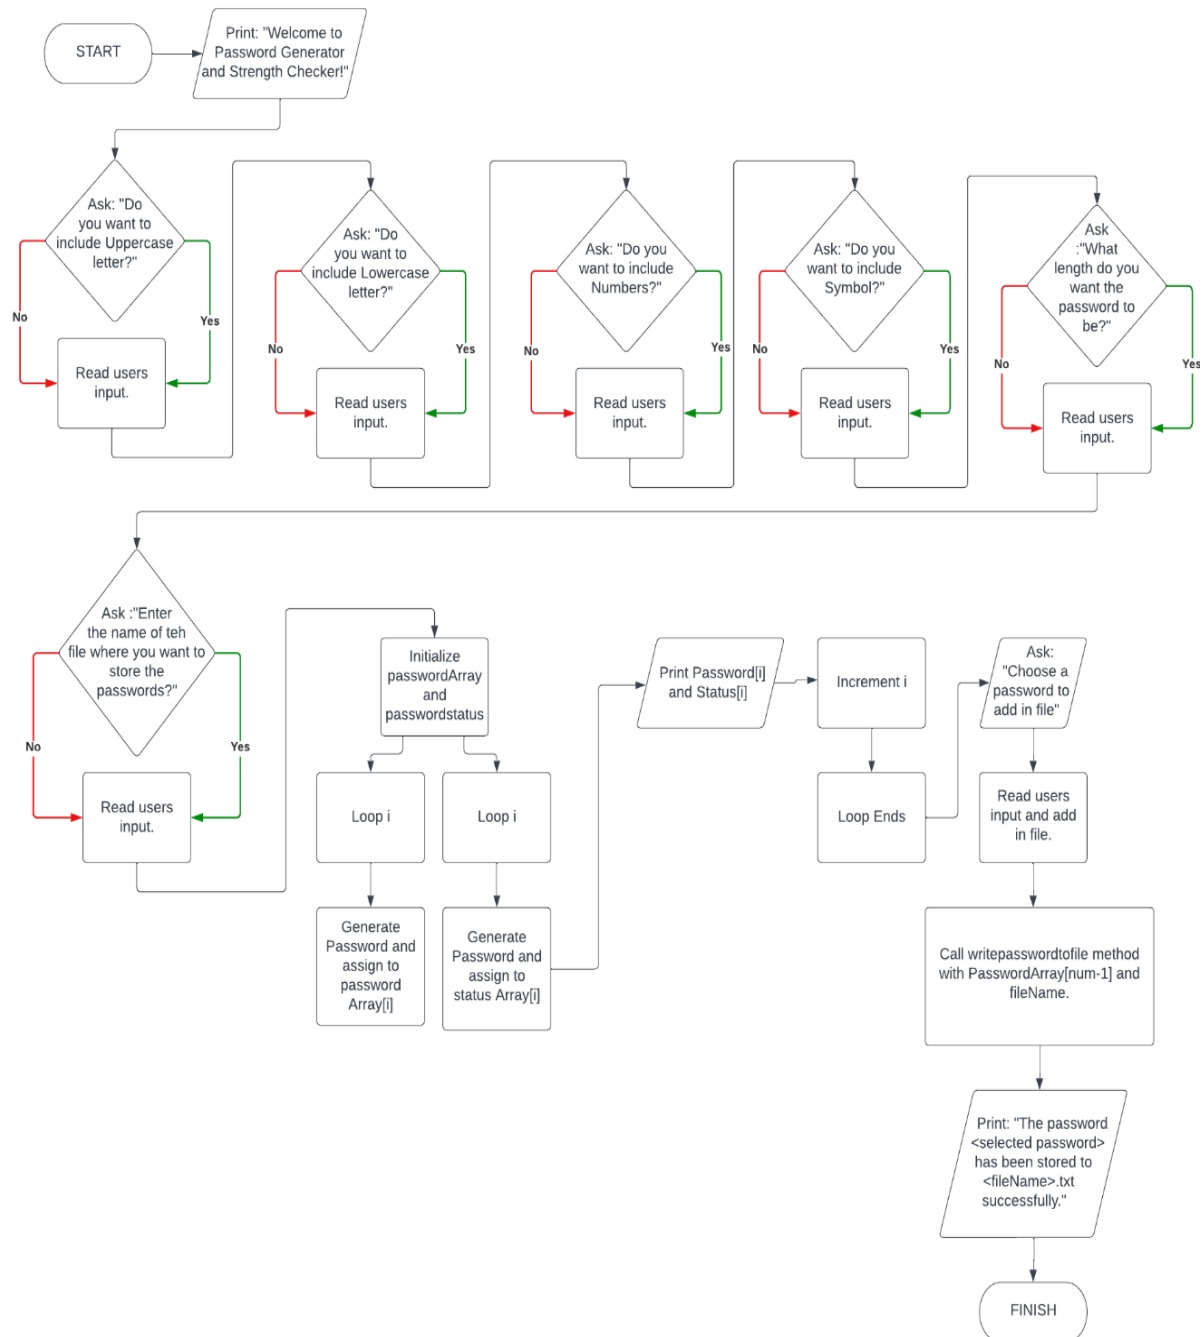 START
Print: "Welcome to
Password Generator
and Strength Checker!"
Ask: "Do
you want to
include Uppercase
letter?"
No
Yes
Read users
input.
Ask: "Do
you want to
include Lowercase
letter?"
No
Yes
Read users
input.
Ask: "Do you
want to include
Numbers?"
No
Yes
Read users
input.
Ask: "Do you
want to include
Symbol?"
No
Yes
Read users
input.
Ask
:"What
length do you
want the
password to
be?"
No
Yes
Read users
input.
Ask :"Enter
the name of teh
file where you want to
store the
passwords?"
No
Yes
Read users
input.
Initialize
passwordArray
and
passwordstatus
Loop i
Loop i
Generate
Password and
assign to
password
Array[i]
Generate
Password and
assign to
status Array[i]
Print Password[i]
and Status[i]
Increment i
Loop Ends
Ask:
"Choose a
password to
add in file"
Read users
input and add
in file.
Call writepasswordtofile method
with PasswordArray[num-1] and
fileName.
Print: "The password
<selected password>
has been stored to
<fileName>.txt
successfully."
FINISH